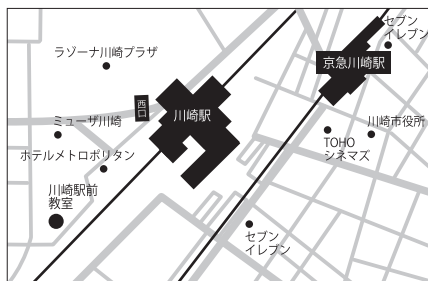 セブン
イレブン
ラゾーナ川崎プラザ
京急川崎駅
西口
川崎駅
ミューザ川崎
川崎市役所
TOHO
シネマズ
ホテルメトロポリタン
川崎駅前
教室
セブン
イレブン